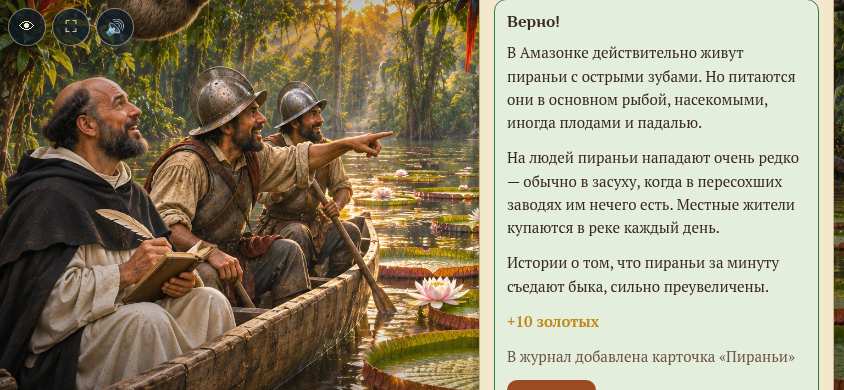 Верно!
В Амазонке действительно живут
пираньи с острыми зубами. Но питаются
они в основном рыбой, насекомыми,
иногда плодами и падалью.
На людей пираньи нападают очень редко
— обычно в засуху, когда в пересохших
заводях им нечего есть. Местные жители
купаются в реке каждый день.
Истории о том, что пираньи за минуту
съедают быка, сильно преувеличены.
+10 золотых
В журнал добавлена карточка «Пираньи»